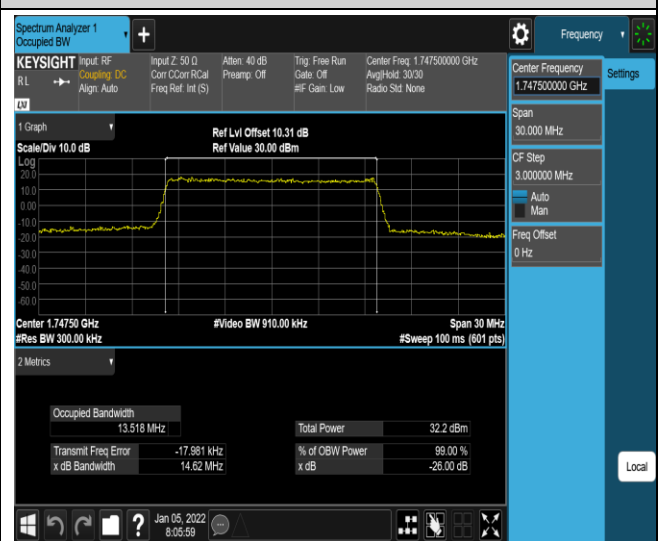 Spectrum Analyzer 1
Occupied BW
+
Frequency
KEYSIGHT
RL
LXI
Input: RF
Coupling: DC
Align: Auto
Input Z: 50 Ω
Corr CCorr RCal
Freq Ref: Int (S)
Atten: 40 dB
Preamp: Off
Trig: Free Run
Gate: Off
#IF Gain: Low
Center Freq: 1.747500000 GHz
Avg|Hold: 30/30
Radio Std: None
Center Frequency
1.747500000 GHz
Settings
Span
30.000 MHz
CF Step
3.000000 MHz
Auto
Man
Freq Offset
0 Hz
Local
1 Graph
Scale/Div 10.0 dB
Ref Lvl Offset 10.31 dB
Ref Value 30.00 dBm
Log
20.0
10.0
0.00
-10.0
-20.0
-30.0
-40.0
-50.0
-60.0
Center 1.74750 GHz
#Video BW 910.00 kHz
Span 30 MHz
#Res BW 300.00 kHz
#Sweep 100 ms (601 pts)
2 Metrics
Occupied Bandwidth
13.518 MHz
Total Power 32.2 dBm
Transmit Freq Error -17.981 kHz
% of OBW Power 99.00 %
x dB Bandwidth 14.62 MHz
x dB -26.00 dB
?
Jan 05, 2022
8:05:59